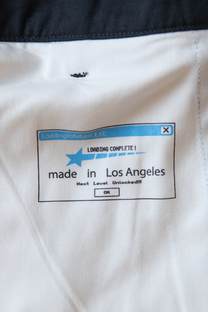 LOADING COMPLETE!
made in Los Angeles
Next Level Unlocked!!!
OK